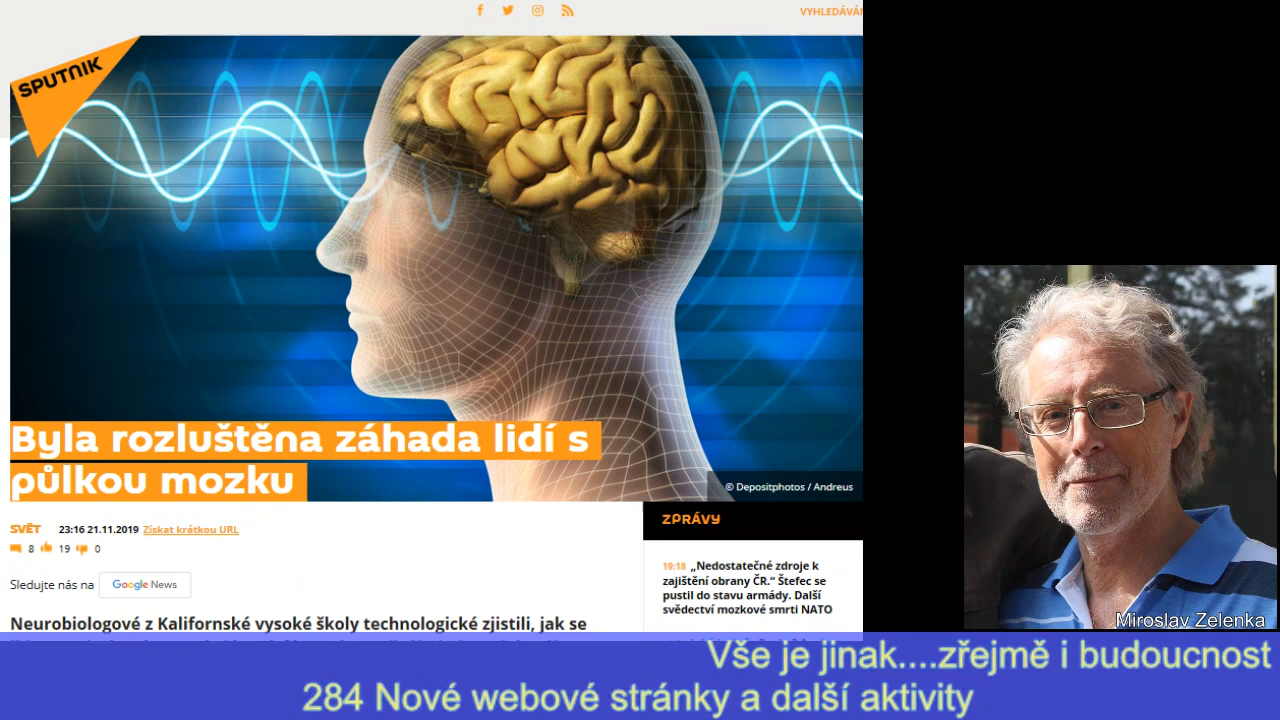 VYHLEDÁVÁN
SPUTNIK
Byla rozluštěna záhada lidí s
půlkou mozku
© Depositphotos / Andreus
SVĚT 23:16 21.11.2019 Získat krátkou URL
8 19 0
Sledujte nás na Google News
Neurobiologové z Kalifornské vysoké školy technologické zjistili, jak se
ZPRÁVY
19:18 „Nedostatečné zdroje k
zajištění obrany ČR.“ Štefec se
pustil do stavu armády. Další
svědectví mozkové smrti NATO
Miroslav Zelenka
Vše je jinak....zřejmě i budoucnost
284 Nové webové stránky a další aktivity